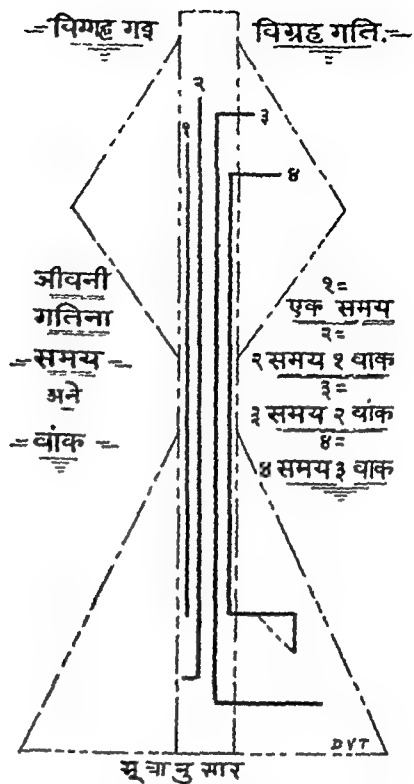 विग्गह गइ
विग्रह गति.
२
३
१
४
जीवनी
गतिना
समय
अने
वांक
१=
एक समय
२=
२ समय १ वाक
३=
३ समय २ वांक
४=
४ समय ३ वाक
DVT
सूत्रानुसार